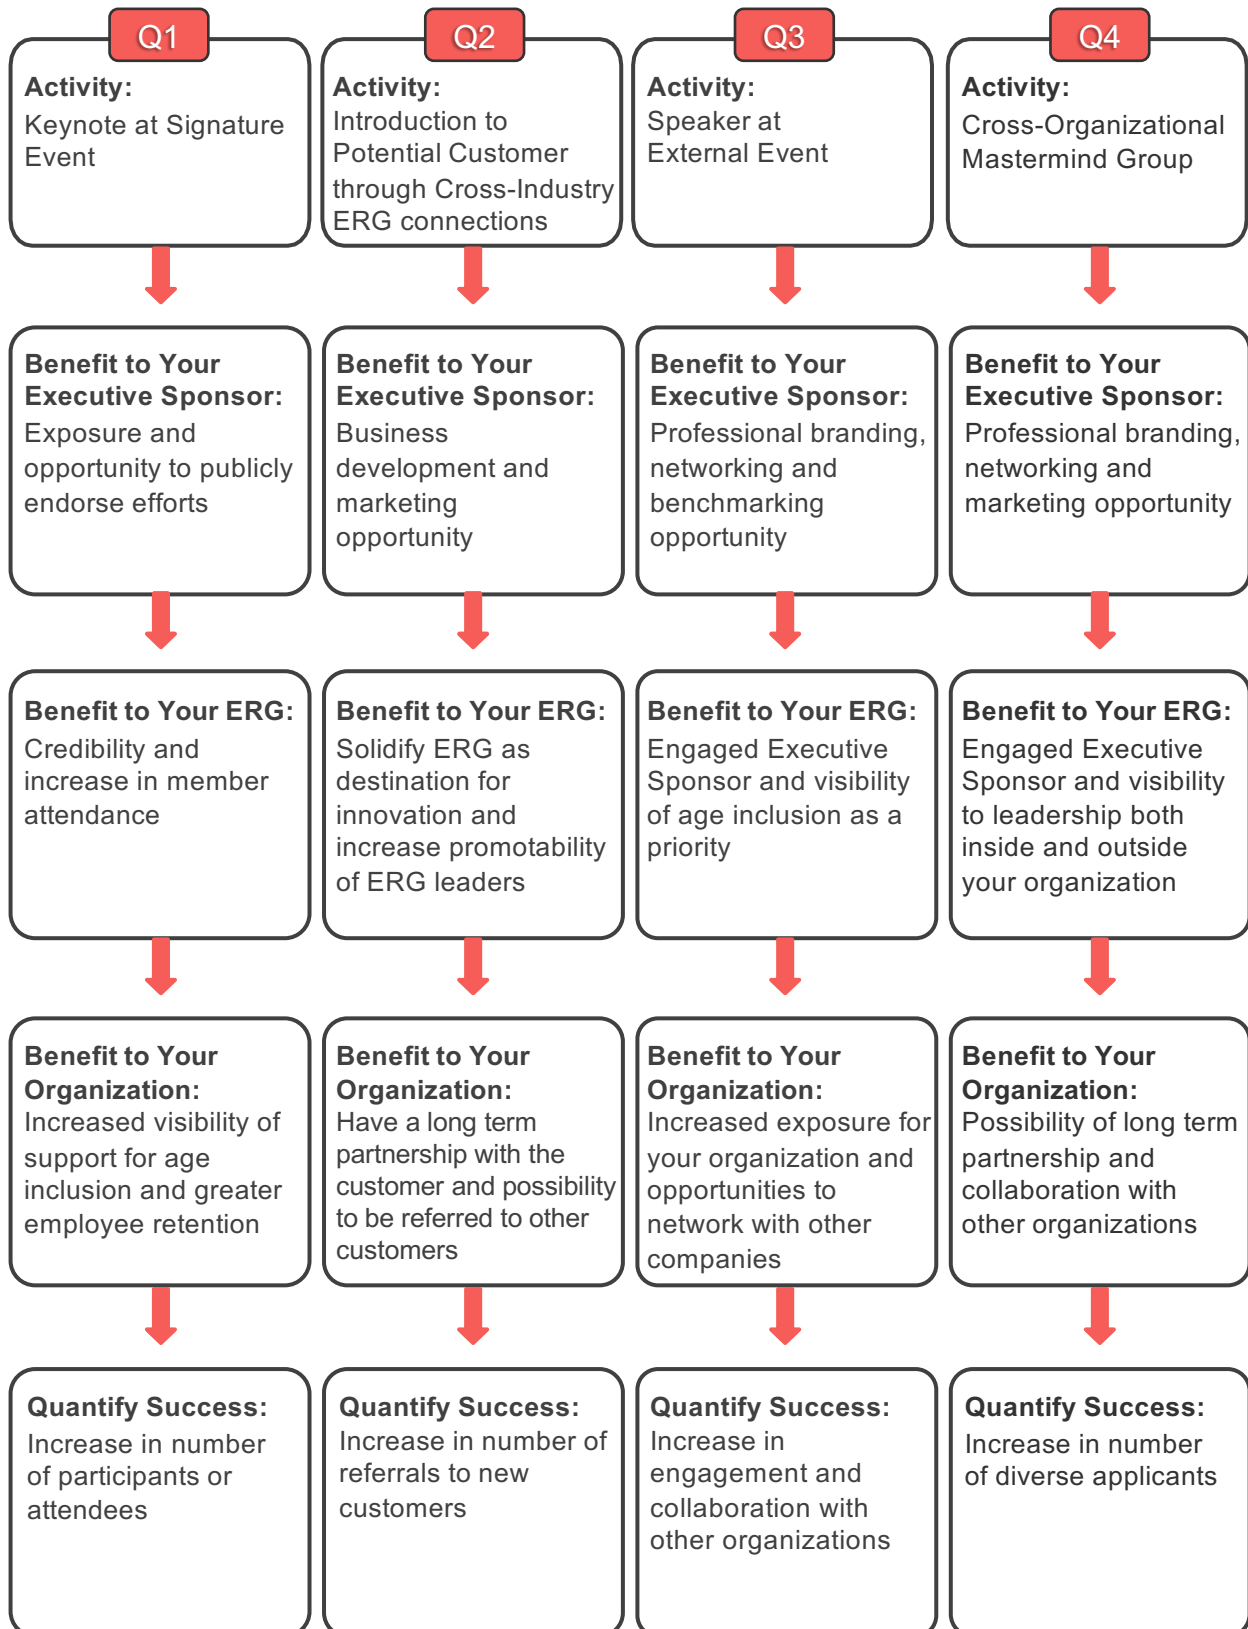 Q1
Activity:
Keynote at Signature
Event
Benefit to Your
Executive Sponsor:
Exposure and
opportunity to publicly
endorse efforts
Benefit to Your ERG:
Credibility and
increase in member
attendance
Benefit to Your
Organization:
Increased visibility of
support for age
inclusion and greater
employee retention
Quantify Success:
Increase in number
of participants or
attendees
Q2
Activity:
Introduction to
Potential Customer
through Cross-Industry
ERG connections
Benefit to Your
Executive Sponsor:
Business
development and
marketing
opportunity
Benefit to Your ERG:
Solidify ERG as
destination for
innovation and
increase promotability
of ERG leaders
Benefit to Your
Organization:
Have a long term
partnership with the
customer and possibility
to be referred to other
customers
Quantify Success:
Increase in number of
referrals to new
customers
Q3
Activity:
Speaker at
External Event
Benefit to Your
Executive Sponsor:
Professional branding,
networking and
benchmarking
opportunity
Benefit to Your ERG:
Engaged Executive
Sponsor and visibility
of age inclusion as a
priority
Benefit to Your
Organization:
Increased exposure for
your organization and
opportunities to
network with other
companies
Quantify Success:
Increase in
engagement and
collaboration with
other organizations
Q4
Activity:
Cross-Organizational
Mastermind Group
Benefit to Your
Executive Sponsor:
Professional branding,
networking and
marketing opportunity
Benefit to Your ERG:
Engaged Executive
Sponsor and visibility
to leadership both
inside and outside
your organization
Benefit to Your
Organization:
Possibility of long term
partnership and
collaboration with
other organizations
Quantify Success:
Increase in number
of diverse applicants